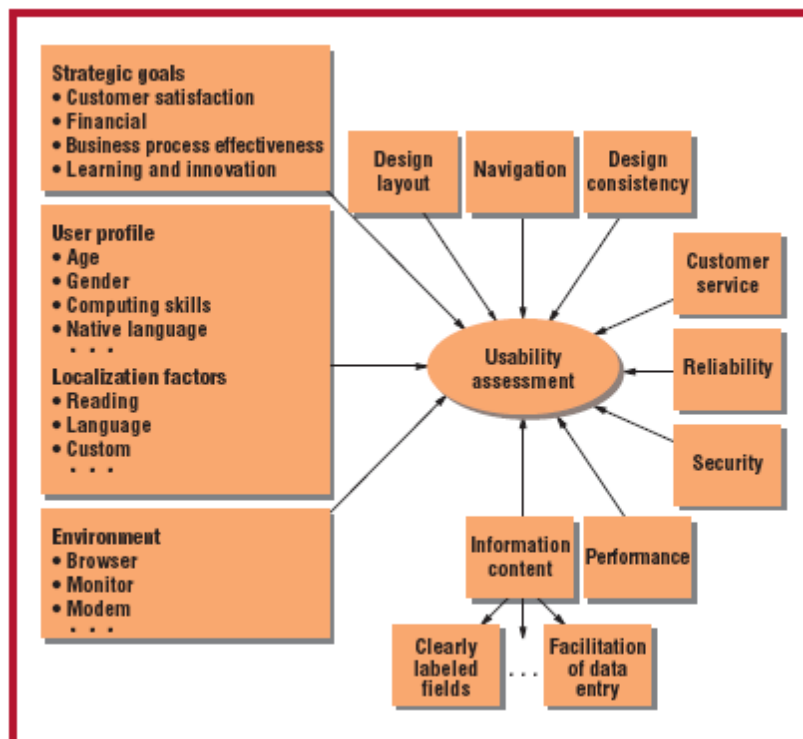 Strategic goals
• Customer satisfaction
• Financial
• Business process effectiveness
• Learning and innovation
User profile
• Age
• Gender
• Computing skills
• Native language
. . .
Localization factors
• Reading
• Language
• Custom
. . .
Environment
• Browser
• Monitor
• Modem
. . .
Design
layout
Navigation
Design
consistency
Customer
service
Usability
assessment
Reliability
Security
Information
content
Performance
Clearly
labeled
fields
. . .
Facilitation
of data
entry